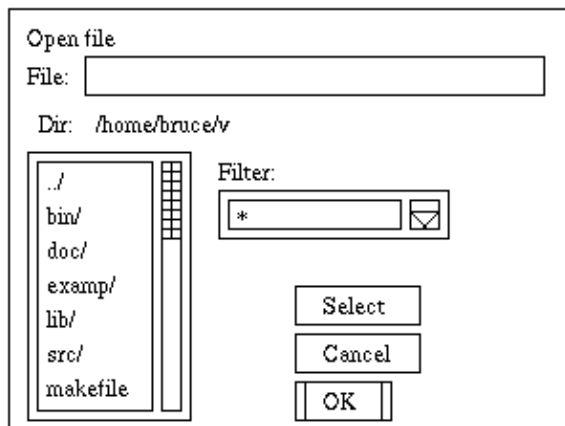 Open file
File:
Dir: /home/bruce/v
../
bin/
doc/
examp/
lib/
src/
makefile
Filter:
*
Select
Cancel
OK